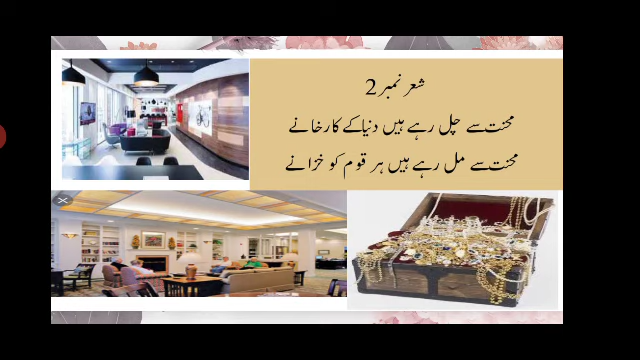 شعر نمبر 2
محنت سے چل رہے ہیں دنیا کے کارخانے
محنت سے مل رہے ہیں ہر قوم کو خزانے